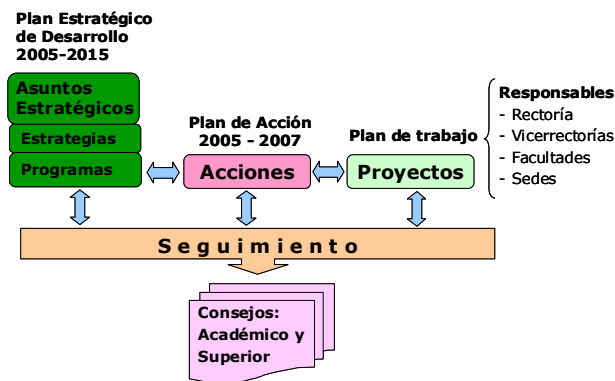 Plan Estratégico
de Desarrollo
2005-2015
Asuntos
Estratégicos
Estrategias
Programas
Plan de Acción
2005 - 2007
Acciones
Plan de trabajo
Proyectos
Responsables
- Rectoría
- Vicerrectorías
- Facultades
- Sedes
Seguimiento
Consejos:
Académico y
Superior